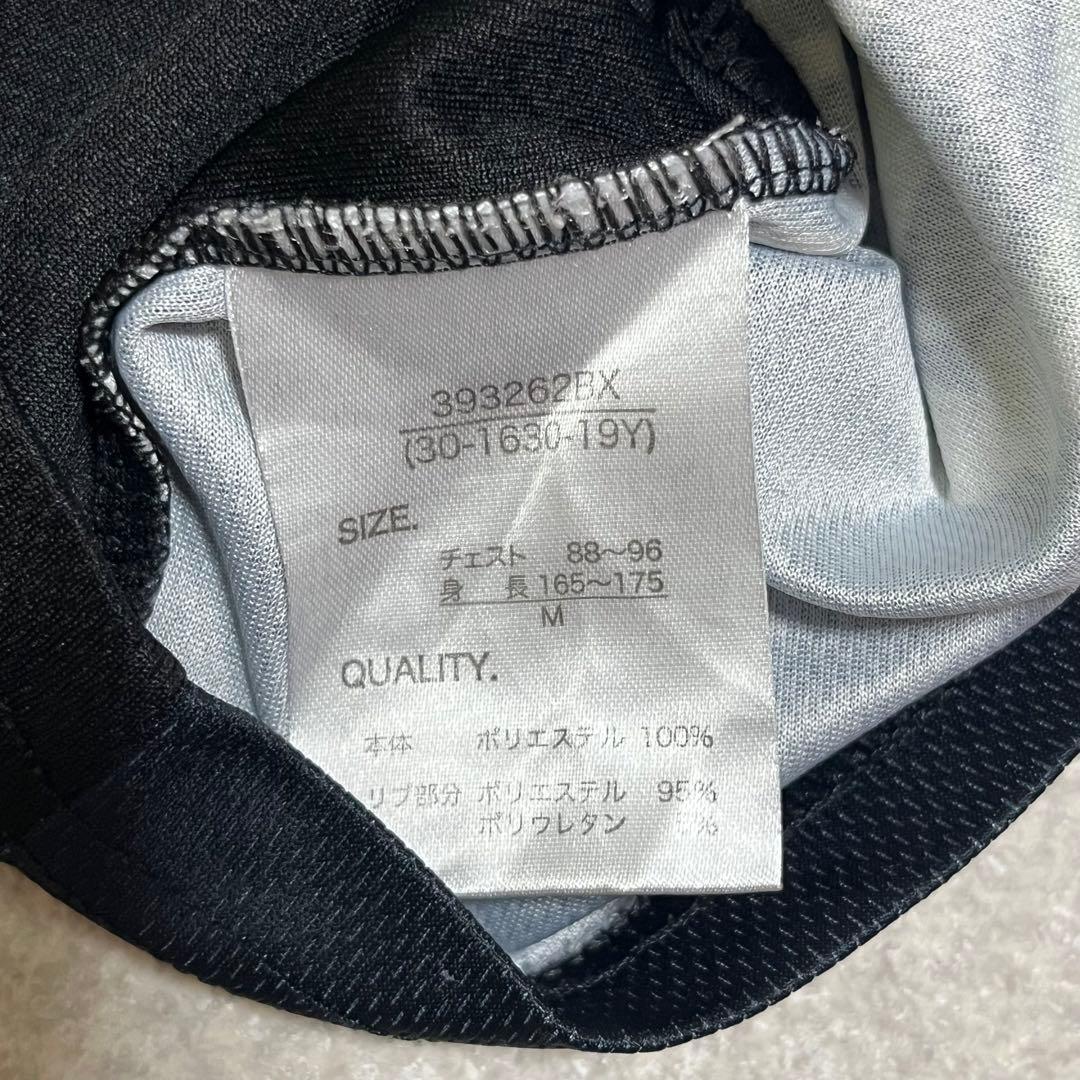 393262BX
(30-1630-19Y)
SIZE.
チェスト 88〜96
身 長 165〜175
M
QUALITY.
本体 ポリエステル 100%
リブ部分 ポリエステル 95%
ポリウレタン